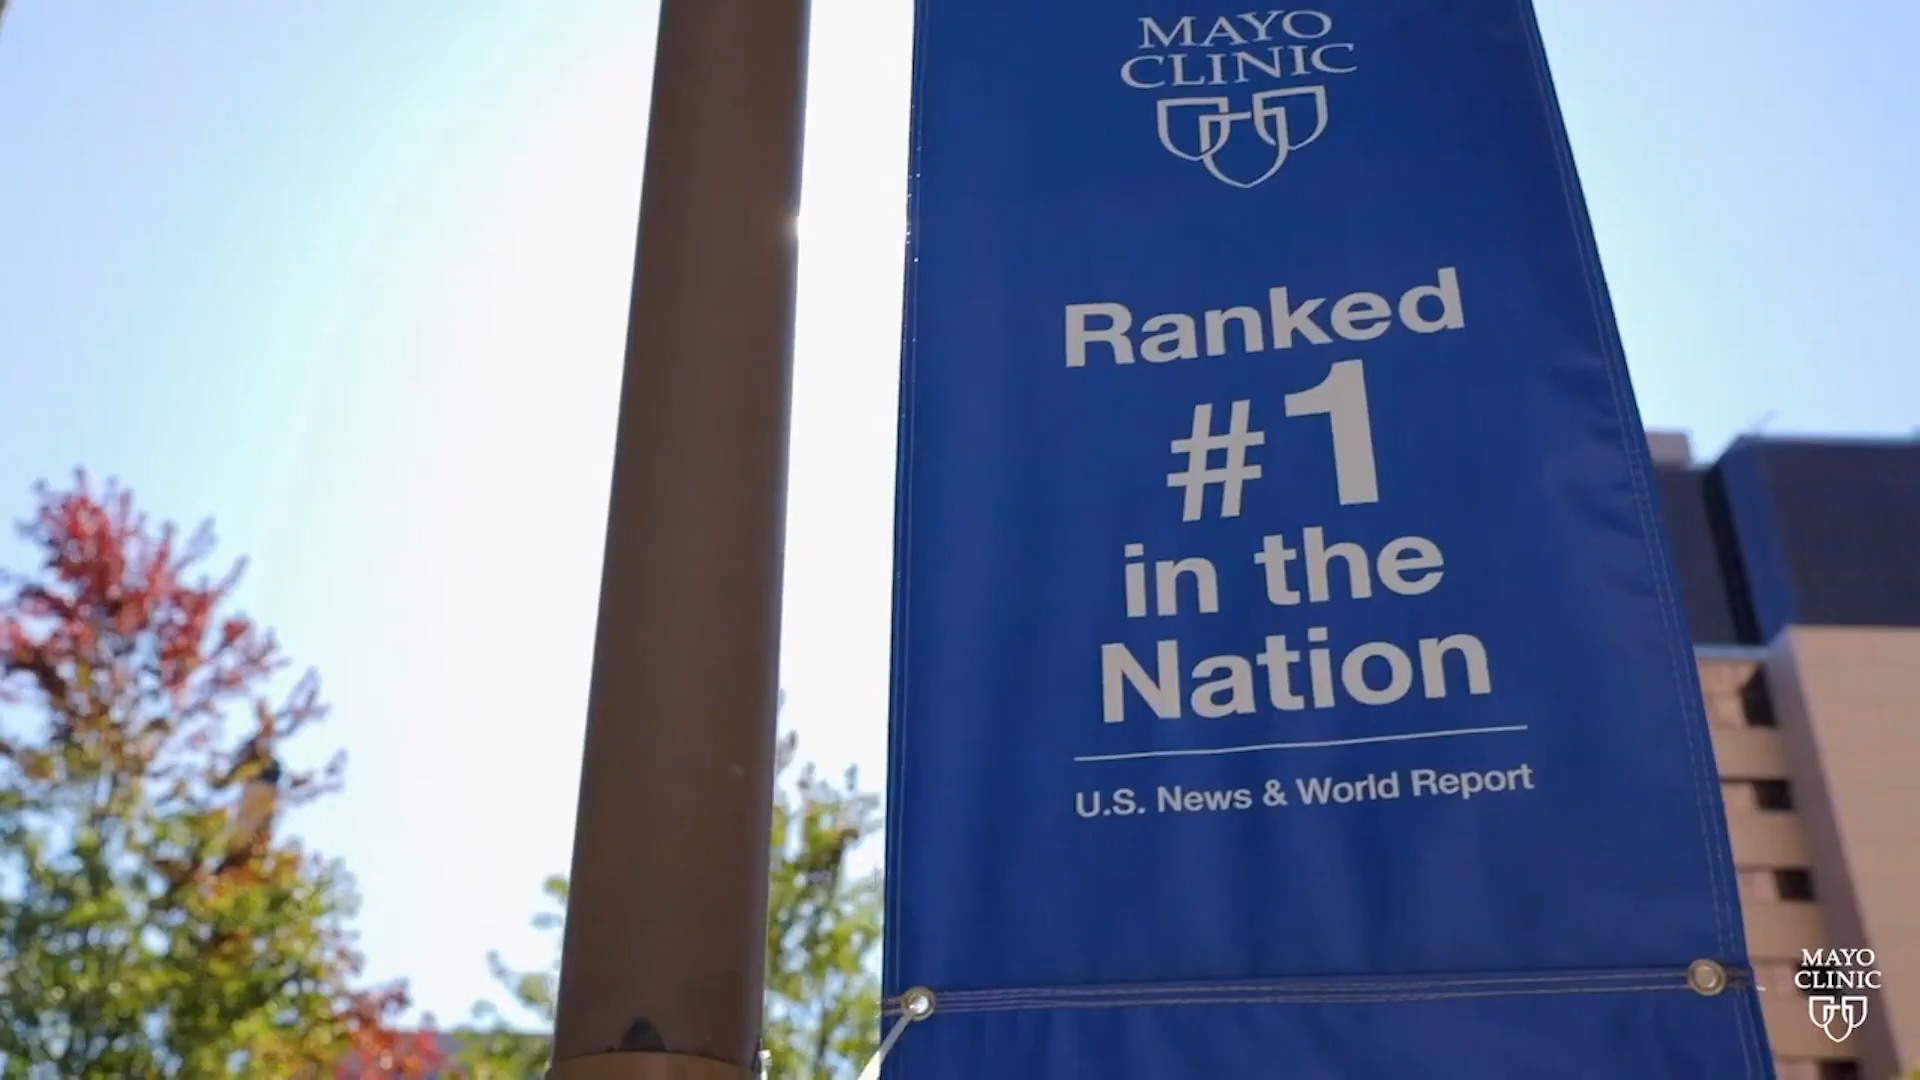 MAYO
CLINIC
Ranked
#1
in the
Nation
U.S. News & World Report
MAYO
CLINIC